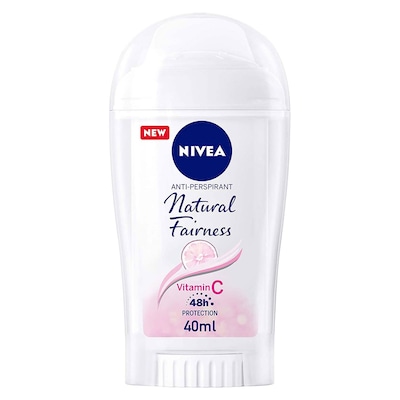 NEW
NIVEA
ANTI-PERSPIRANT
Natural
Fairness
Vitamin C
48h
PROTECTION
40ml